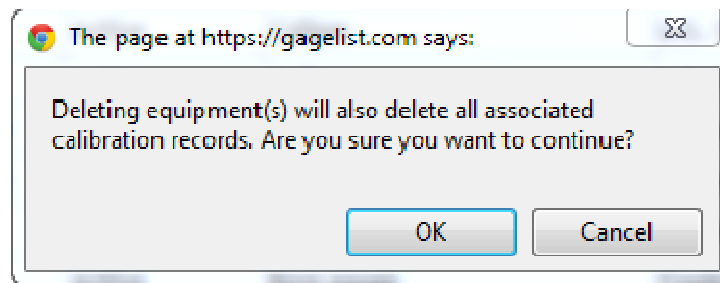 The page at https://gagelist.com says:
Deleting equipment(s) will also delete all associated
calibration records. Are you sure you want to continue?
OK
Cancel